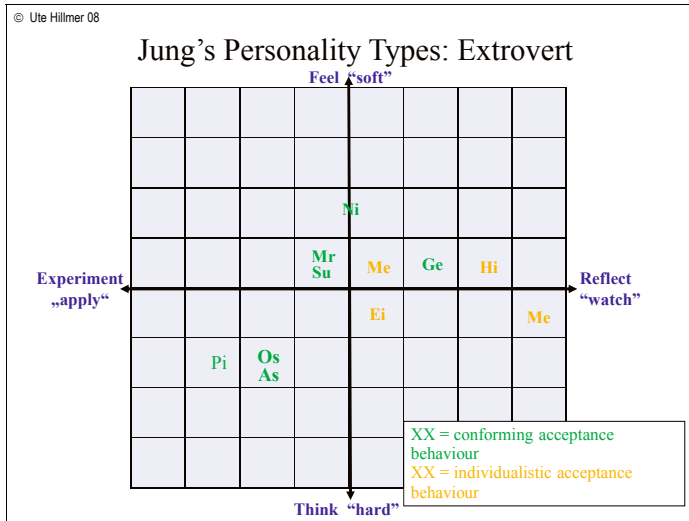 © Ute Hillmer 08
Jung’s Personality Types: Extrovert
Feel “soft”
Ni
Mr
Su
Me
Ge
Hi
Experiment
„apply“
Reflect
“watch”
Ei
Me
Pi
Os
As
XX = conforming acceptance
behaviour
XX = individualistic acceptance
behaviour
Think “hard”